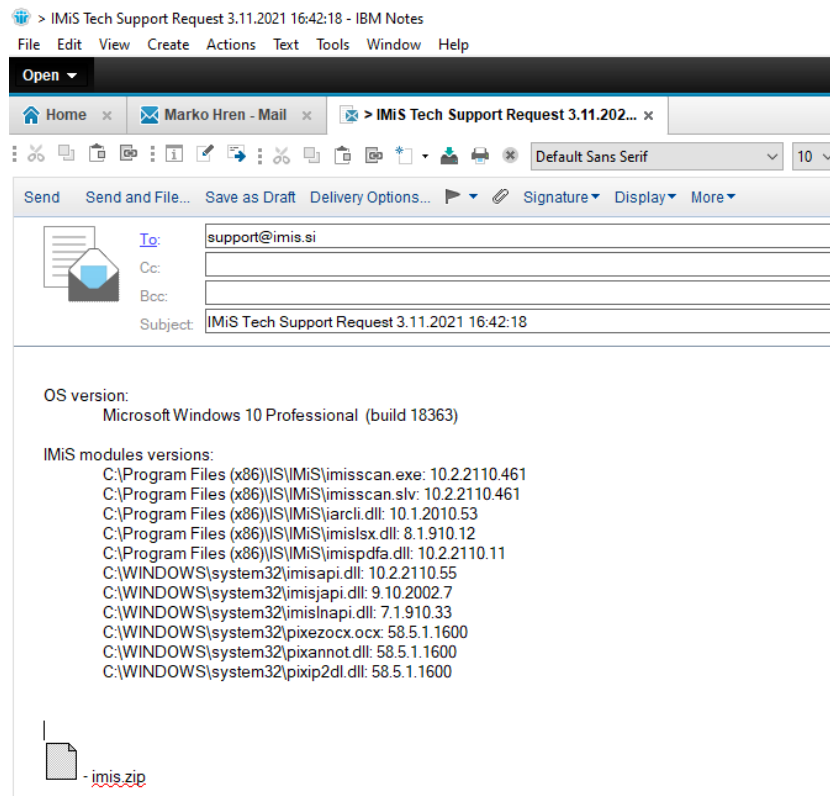 > IMiS Tech Support Request 3.11.2021 16:42:18 - IBM Notes
File Edit View Create Actions Text Tools Window Help
Open
Home Marko Hren - Mail > IMiS Tech Support Request 3.11.202...
Default Sans Serif 10
Send Send and File... Save as Draft Delivery Options... Signature Display More
To: support@imis.si
Cc:
Bcc:
Subject: IMiS Tech Support Request 3.11.2021 16:42:18
OS version:
Microsoft Windows 10 Professional (build 18363)
IMiS modules versions:
C:\Program Files (x86)\IS\IMiS\imisscan.exe: 10.2.2110.461
C:\Program Files (x86)\IS\IMiS\imisscan.slv: 10.2.2110.461
C:\Program Files (x86)\IS\IMiS\iarcli.dll: 10.1.2010.53
C:\Program Files (x86)\IS\IMiS\imislsx.dll: 8.1.910.12
C:\Program Files (x86)\IS\IMiS\imispdfa.dll: 10.2.2110.11
C:\WINDOWS\system32\imisapi.dll: 10.2.2110.55
C:\WINDOWS\system32\imisjapi.dll: 9.10.2002.7
C:\WINDOWS\system32\imislnapi.dll: 7.1.910.33
C:\WINDOWS\system32\pixezocx.ocx: 58.5.1.1600
C:\WINDOWS\system32\pixannot.dll: 58.5.1.1600
C:\WINDOWS\system32\pixip2dl.dll: 58.5.1.1600
- imis.zip